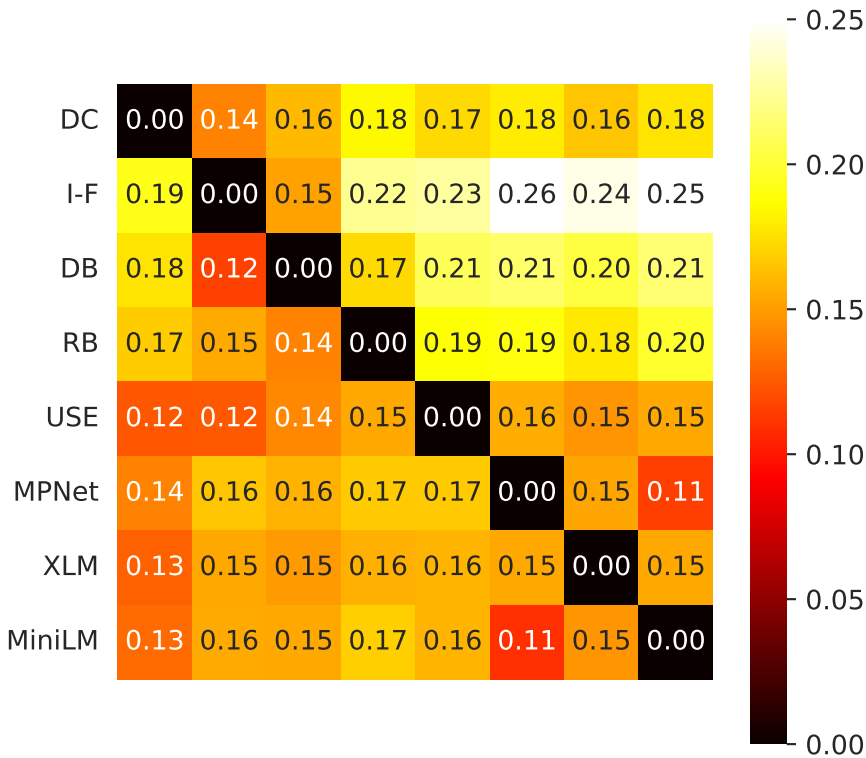 0.25
DC 0.00 0.14 0.16 0.18 0.17 0.18 0.16 0.18
0.20
I-F 0.19 0.00 0.15 0.22 0.23 0.26 0.24 0.25
DB 0.18 0.12 0.00 0.17 0.21 0.21 0.20 0.21
0.15
RB 0.17 0.15 0.14 0.00 0.19 0.19 0.18 0.20
USE 0.12 0.12 0.14 0.15 0.00 0.16 0.15 0.15
0.10
MPNet 0.14 0.16 0.16 0.17 0.17 0.00 0.15 0.11
XLM 0.13 0.15 0.15 0.16 0.16 0.15 0.00 0.15
0.05
MiniLM 0.13 0.16 0.15 0.17 0.16 0.11 0.15 0.00
0.00